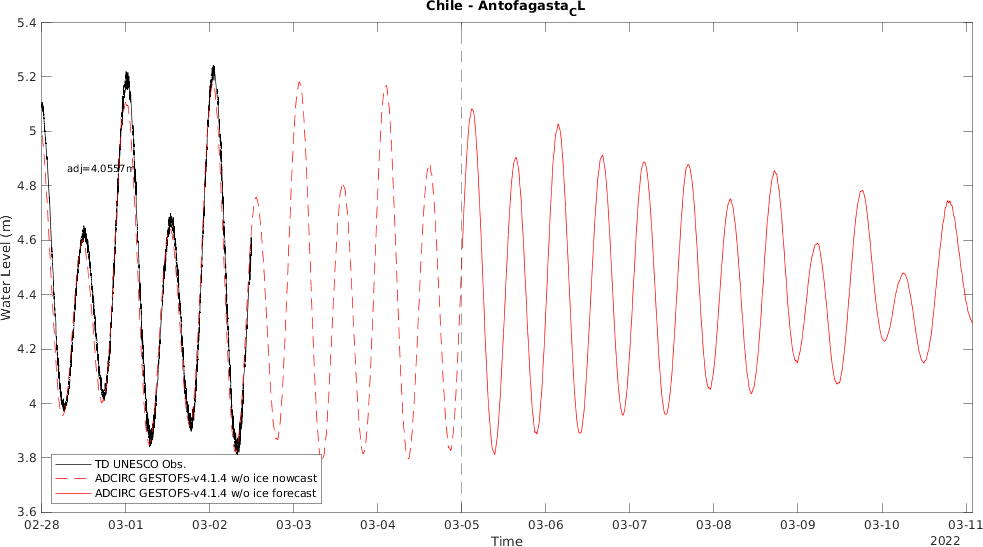 Chile - Antofagasta_CL
5.4
5.2
5
4.8
4.6
4.4
4.2
4
3.8
3.6
Water Level (m)
adj=4.0557m
TD UNESCO Obs.
ADCIRC GESTOFS-v4.1.4 w/o ice nowcast
ADCIRC GESTOFS-v4.1.4 w/o ice forecast
02-28 03-01 03-02 03-03 03-04 03-05 03-06 03-07 03-08 03-09 03-10 03-11
Time
2022